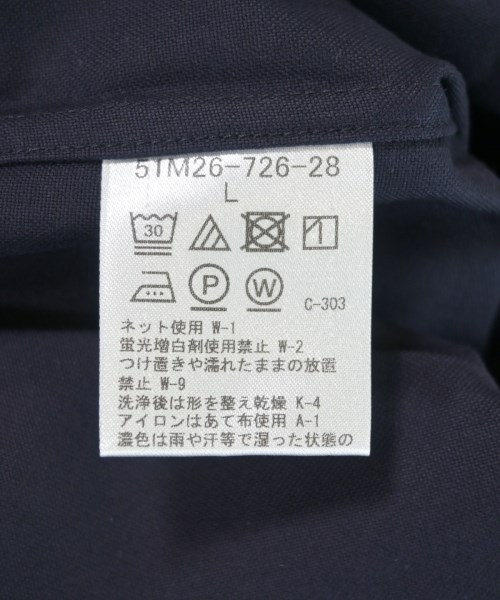 51M26-726-28
L
30
P W C-303
ネット使用 W-1
蛍光増白剤使用禁止 W-2
つけ置きや濡れたままの放置
禁止 W-9
洗浄後は形を整え乾燥 K-4
アイロンはあて布使用 A-1
濃色は雨や汗等で湿った状態の